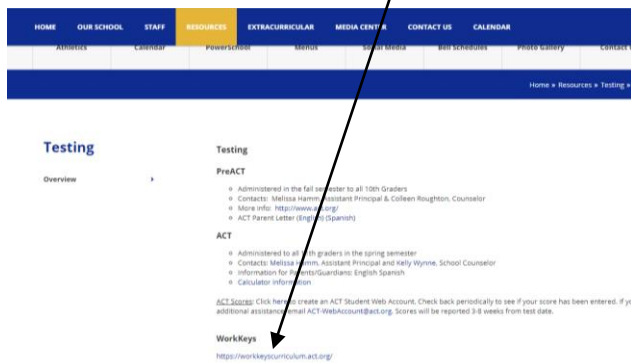 HOME OUR SCHOOL STAFF RESOURCES EXTRACURRICULAR MEDIA CENTER CONTACT US CALENDAR
Athletics Calendar PowerSchool Menus Social Media Bell Schedules Photo Gallery Contact
Home » Resources » Testing »
Testing
Overview
Testing
PreACT
Administered in the fall semester to all 10th Graders
Contacts: Melissa Hamm, Assistant Principal & Colleen Roughton, Counselor
More info: http://www.act.org/
ACT Parent Letter (English) (Spanish)
ACT
Administered to all 11th graders in the spring semester
Contacts: Melissa Hamm, Assistant Principal and Kelly Wynne, School Counselor
Information for Parents/Guardians: English Spanish
Calculator Information
ACT Scores: Click here to create an ACT Student Web Account. Check back periodically to see if your score has been entered. If
additional assistance, email ACT-WebAccount@act.org. Scores will be reported 3-8 weeks from test date.
WorkKeys
https://workkeyscurriculum.act.org/